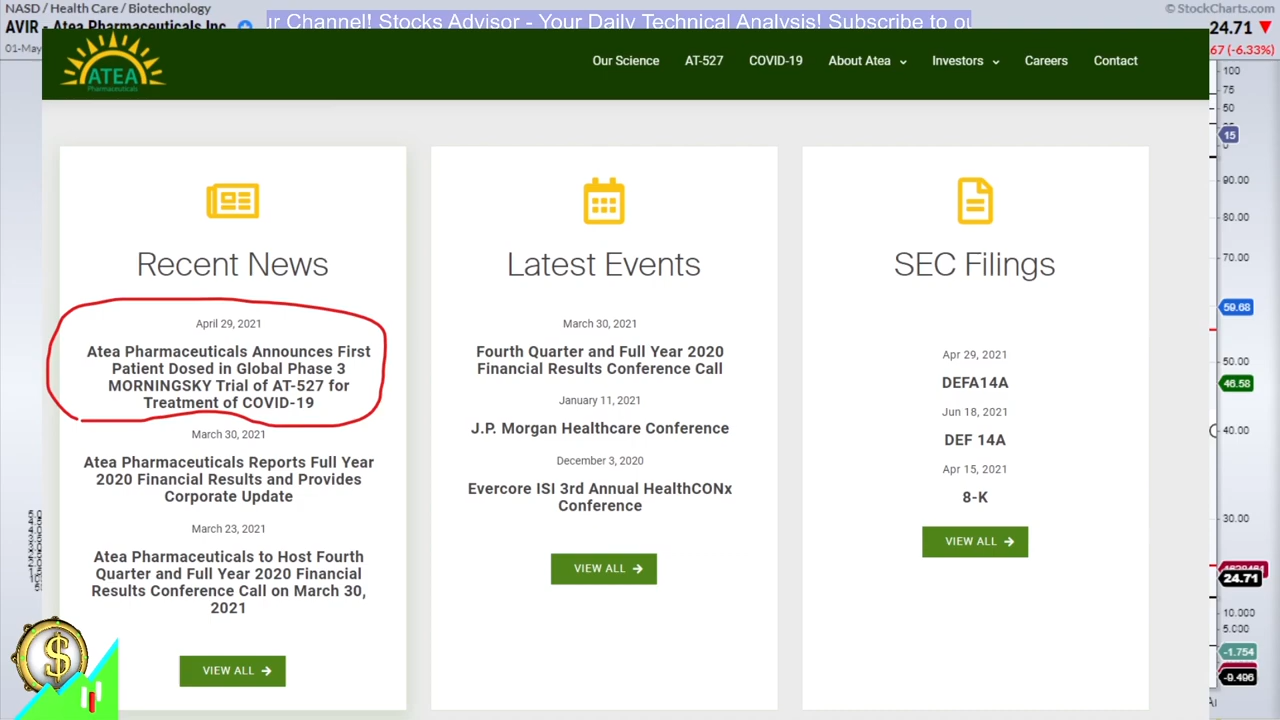 NASD / Health Care / Biotechnology
© StockCharts.com
AVIR - Atea Pharmaceuticals Inc.
ur Channel! Stocks Advisor - Your Daily Technical Analysis! Subscribe to ou
24.71
01-May
67 (-6.33%)
ATEA
Pharmaceuticals
Our Science
AT-527
COVID-19
About Atea
Investors
Careers
Contact
Recent News
April 29, 2021
Atea Pharmaceuticals Announces First
Patient Dosed in Global Phase 3
MORNINGSKY Trial of AT-527 for
Treatment of COVID-19
March 30, 2021
Atea Pharmaceuticals Reports Full Year
2020 Financial Results and Provides
Corporate Update
March 23, 2021
Atea Pharmaceuticals to Host Fourth
Quarter and Full Year 2020 Financial
Results Conference Call on March 30,
2021
VIEW ALL
Latest Events
March 30, 2021
Fourth Quarter and Full Year 2020
Financial Results Conference Call
January 11, 2021
J.P. Morgan Healthcare Conference
December 3, 2020
Evercore ISI 3rd Annual HealthCONx
Conference
VIEW ALL
SEC Filings
Apr 29, 2021
DEFA14A
Jun 18, 2021
DEF 14A
Apr 15, 2021
8-K
VIEW ALL
100
75
50
15
90.00
80.00
70.00
59.68
50.00
46.58
40.00
30.00
24.71
10.000
5.000
-1.754
-9.496
$